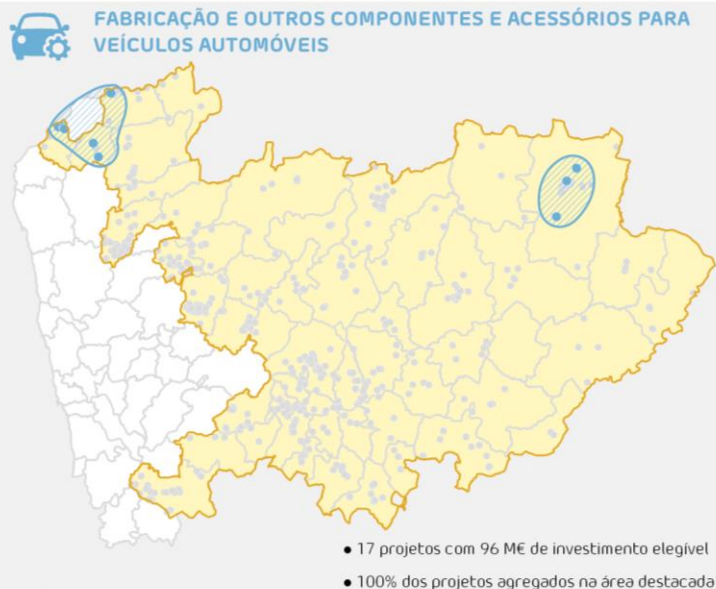 FABRICAÇÃO E OUTROS COMPONENTES E ACESSÓRIOS PARA
VEÍCULOS AUTOMÓVEIS
• 17 projetos com 96 M€ de investimento elegível
• 100% dos projetos agregados na área destacada